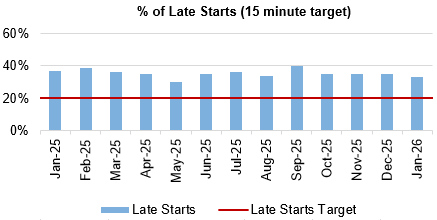 % of Late Starts (15 minute target)
60%
40%
20%
0%
Jan-25
Feb-25
Mar-25
Apr-25
May-25
Jun-25
Jul-25
Aug-25
Sep-25
Oct-25
Nov-25
Dec-25
Jan-26
Late Starts
Late Starts Target